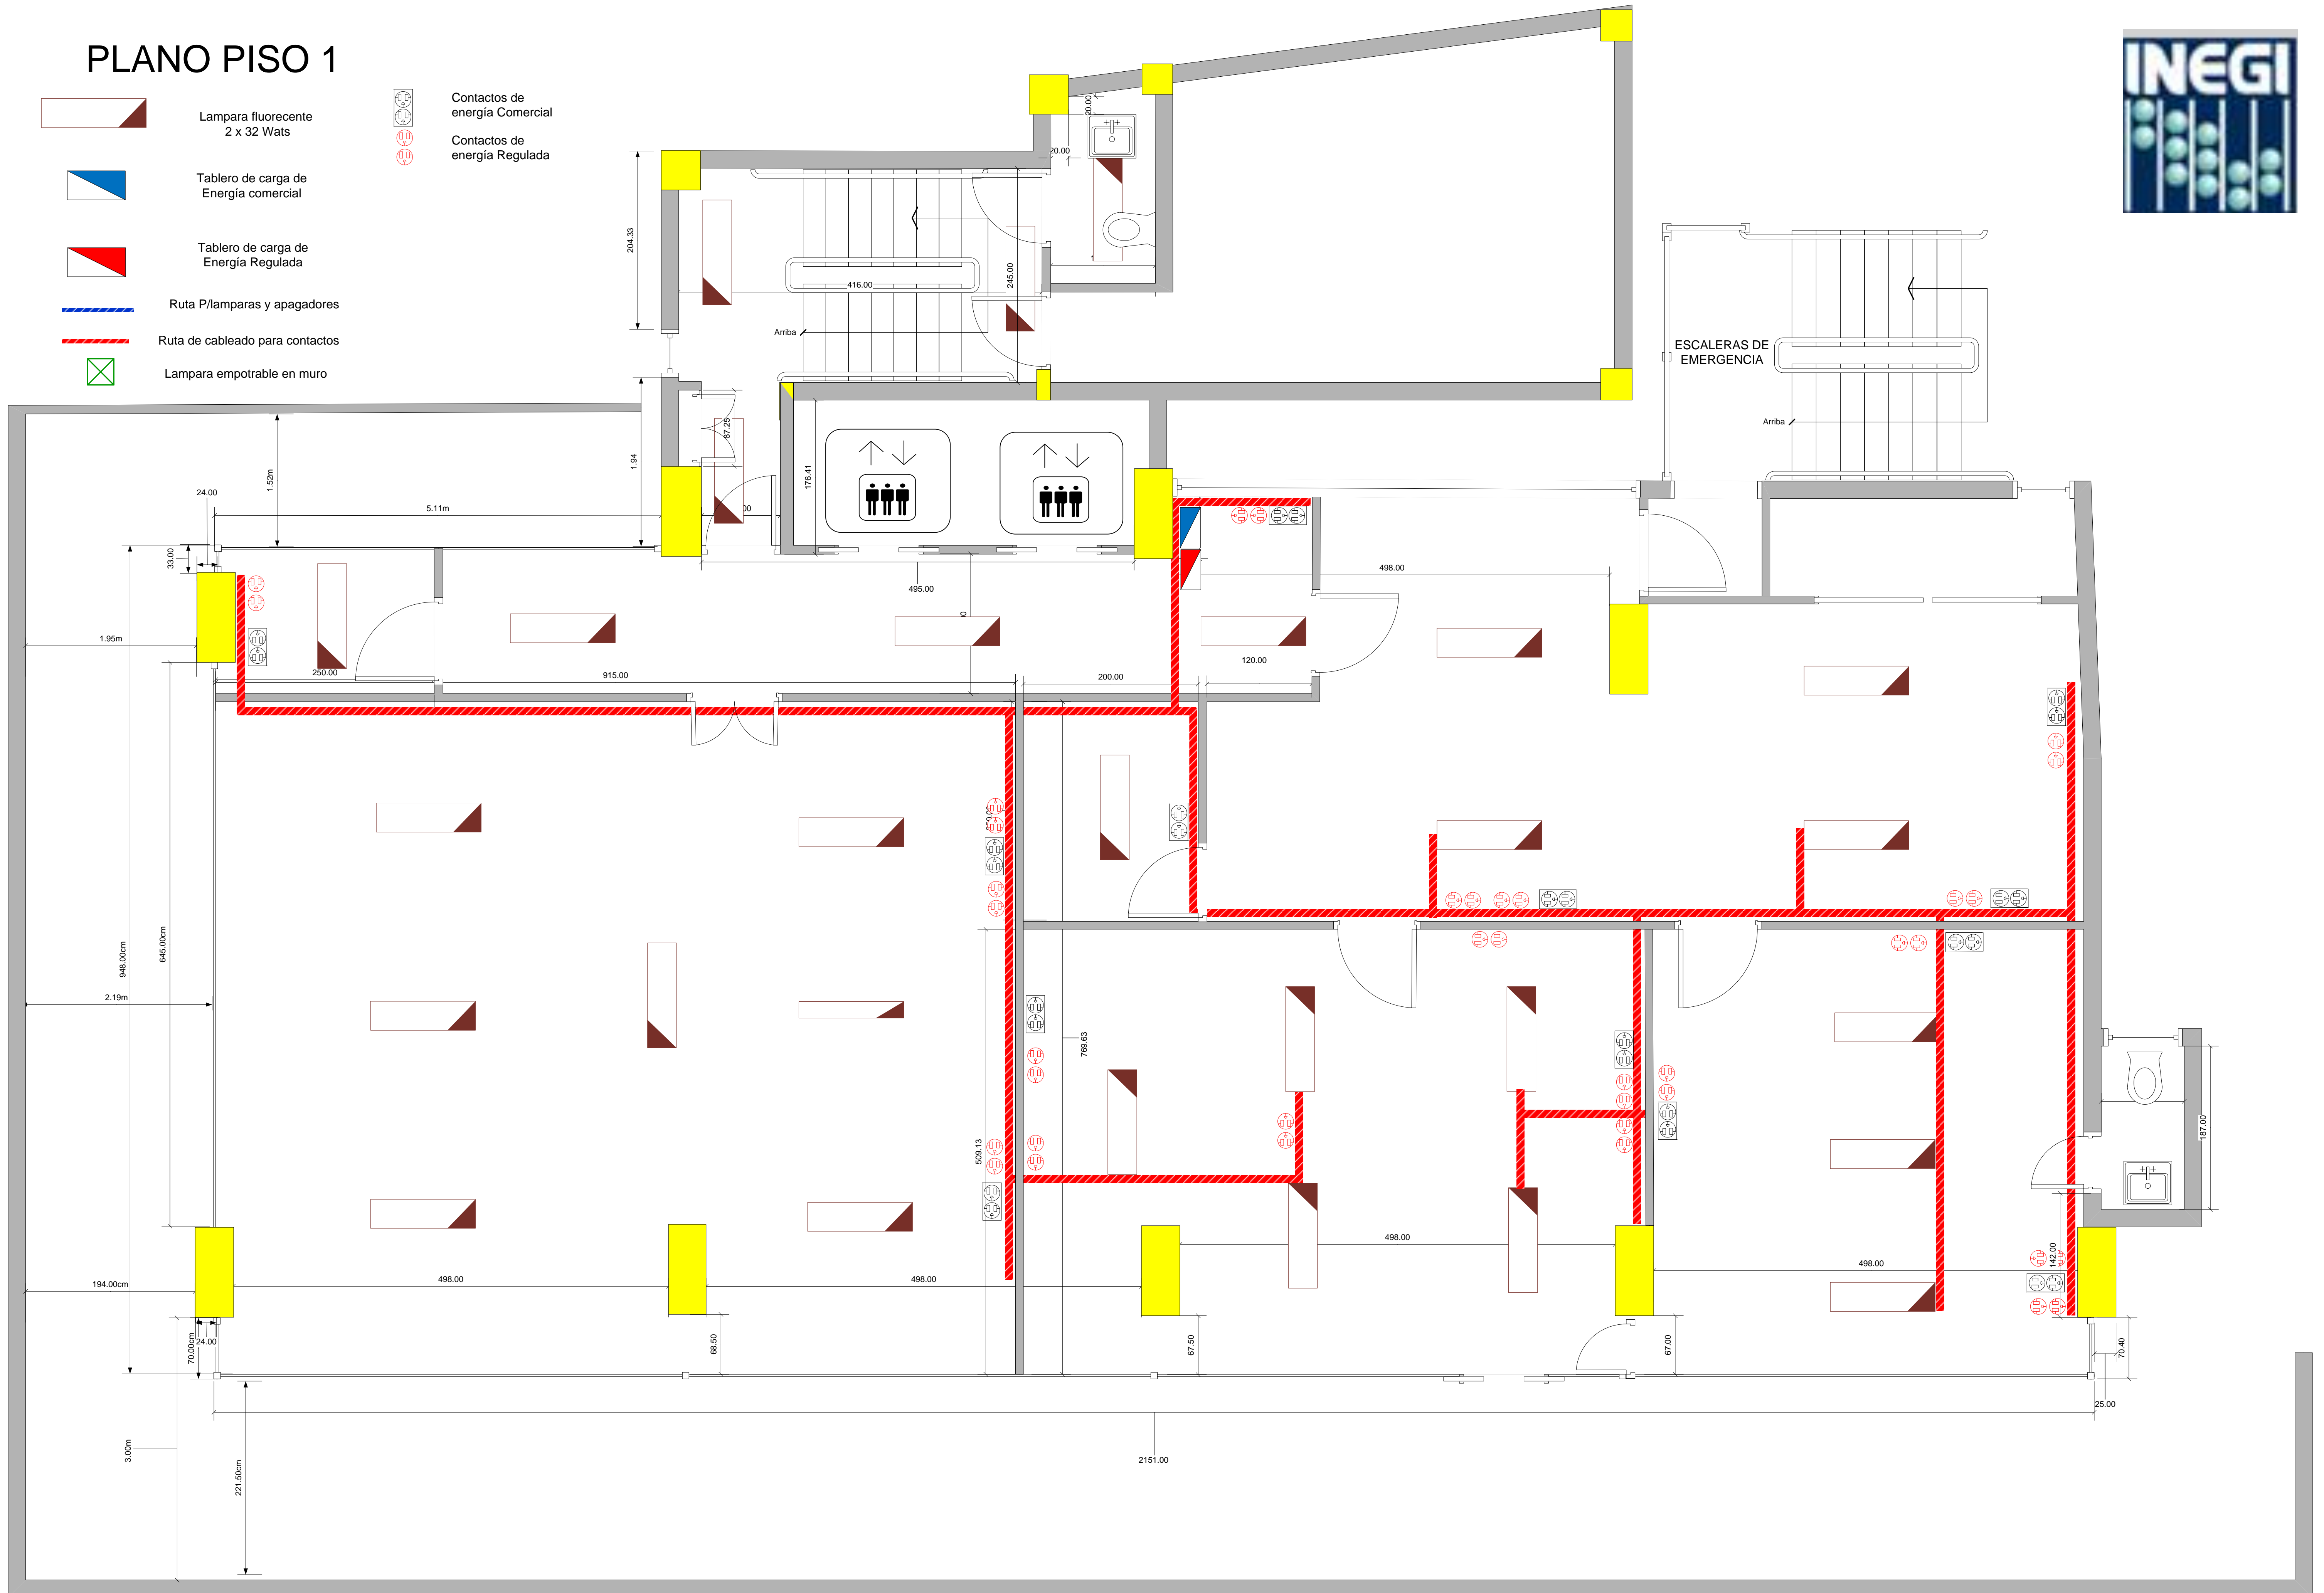 PLANO PISO 1
INEGI
Lampara fluorecente
2 x 32 Wats
Contactos de
energía Comercial
Contactos de
energía Regulada
Tablero de carga de
Energía comercial
Tablero de carga de
Energía Regulada
Ruta P/lamparas y apagadores
Ruta de cableado para contactos
Lampara empotrable en muro
20.00
20.00
204.33
245.00
416.00
Arriba
ESCALERAS DE
EMERGENCIA
Arriba
87.25
1.94
176.41
1.52m
24.00
5.11m
33.00
495.00
498.00
1.95m
250.00
915.00
200.00
120.00
948.00cm
645.00cm
2.19m
769.63
509.13
187.00
142.00
194.00cm
498.00
498.00
498.00
498.00
70.00cm
24.00
68.50
67.50
67.00
70.40
25.00
3.00m
221.50cm
2151.00